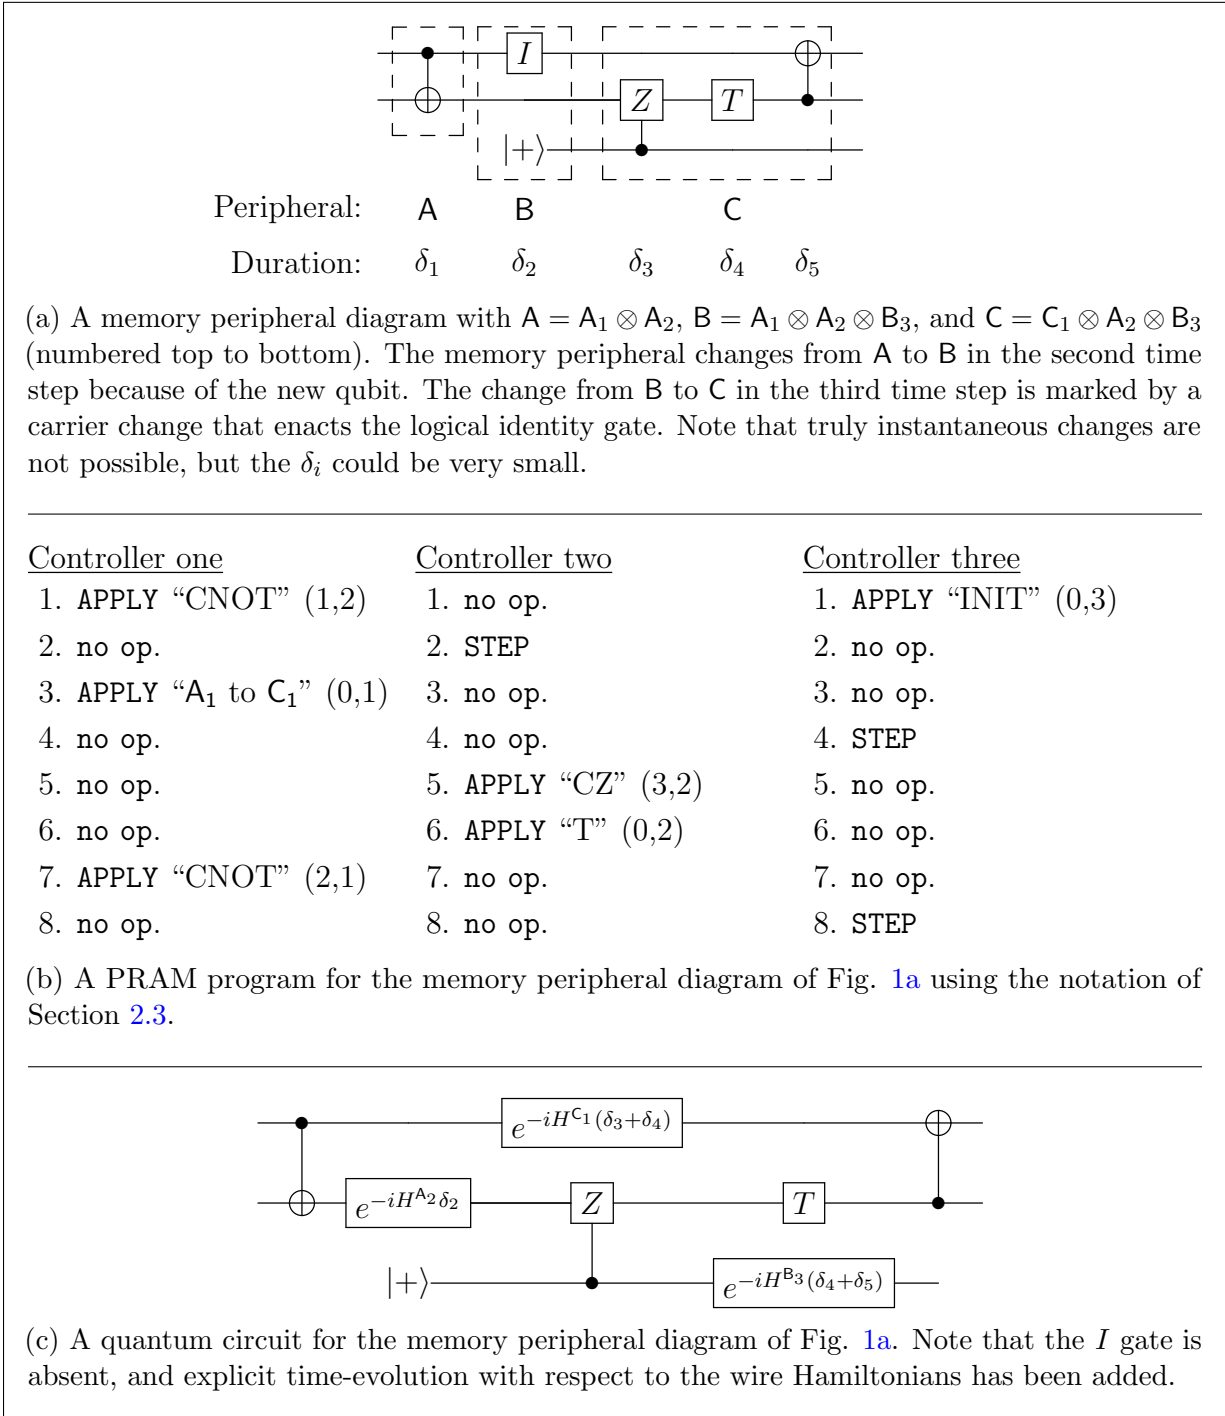 I
Z T
|+⟩
Peripheral: A B C
Duration: δ₁ δ₂ δ₃ δ₄ δ₅
(a) A memory peripheral diagram with A = A₁ ⊗ A₂, B = A₁ ⊗ A₂ ⊗ B₃, and C = C₁ ⊗ A₂ ⊗ B₃
(numbered top to bottom). The memory peripheral changes from A to B in the second time
step because of the new qubit. The change from B to C in the third time step is marked by a
carrier change that enacts the logical identity gate. Note that truly instantaneous changes are
not possible, but the δᵢ could be very small.
Controller one
1. APPLY “CNOT” (1,2)
2. no op.
3. APPLY “A₁ to C₁” (0,1)
4. no op.
5. no op.
6. no op.
7. APPLY “CNOT” (2,1)
8. no op.
Controller two
1. no op.
2. STEP
3. no op.
4. no op.
5. APPLY “CZ” (3,2)
6. APPLY “T” (0,2)
7. no op.
8. no op.
Controller three
1. APPLY “INIT” (0,3)
2. no op.
3. no op.
4. STEP
5. no op.
6. no op.
7. no op.
8. STEP
(b) A PRAM program for the memory peripheral diagram of Fig. 1a using the notation of
Section 2.3.
e^{-iH^{C₁}(δ₃+δ₄)}
e^{-iH^{A₂}δ₂} Z T
|+⟩ e^{-iH^{B₃}(δ₄+δ₅)}
(c) A quantum circuit for the memory peripheral diagram of Fig. 1a. Note that the I gate is
absent, and explicit time-evolution with respect to the wire Hamiltonians has been added.